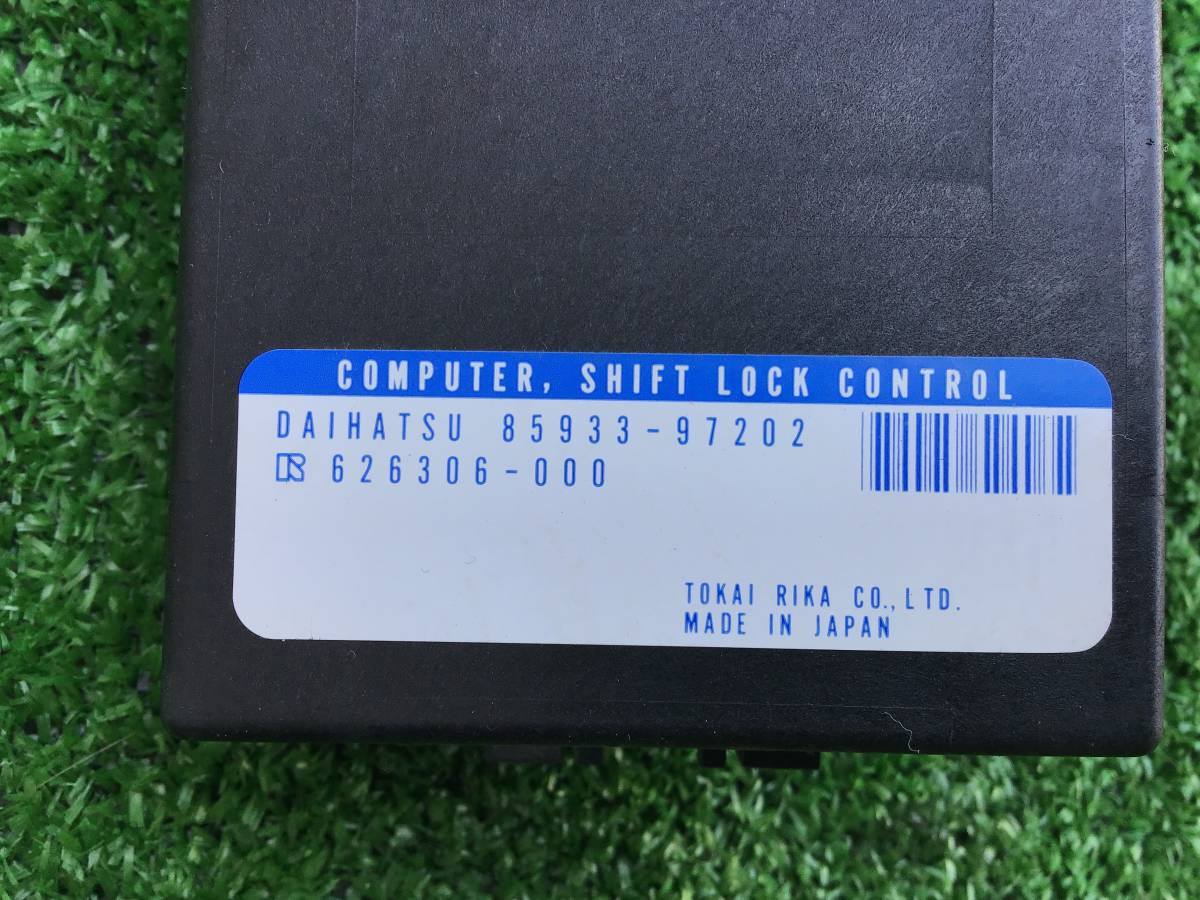 COMPUTER, SHIFT LOCK CONTROL
DAIHATSU 85933-97202
R 626306-000
TOKAI RIKA CO., LTD.
MADE IN JAPAN